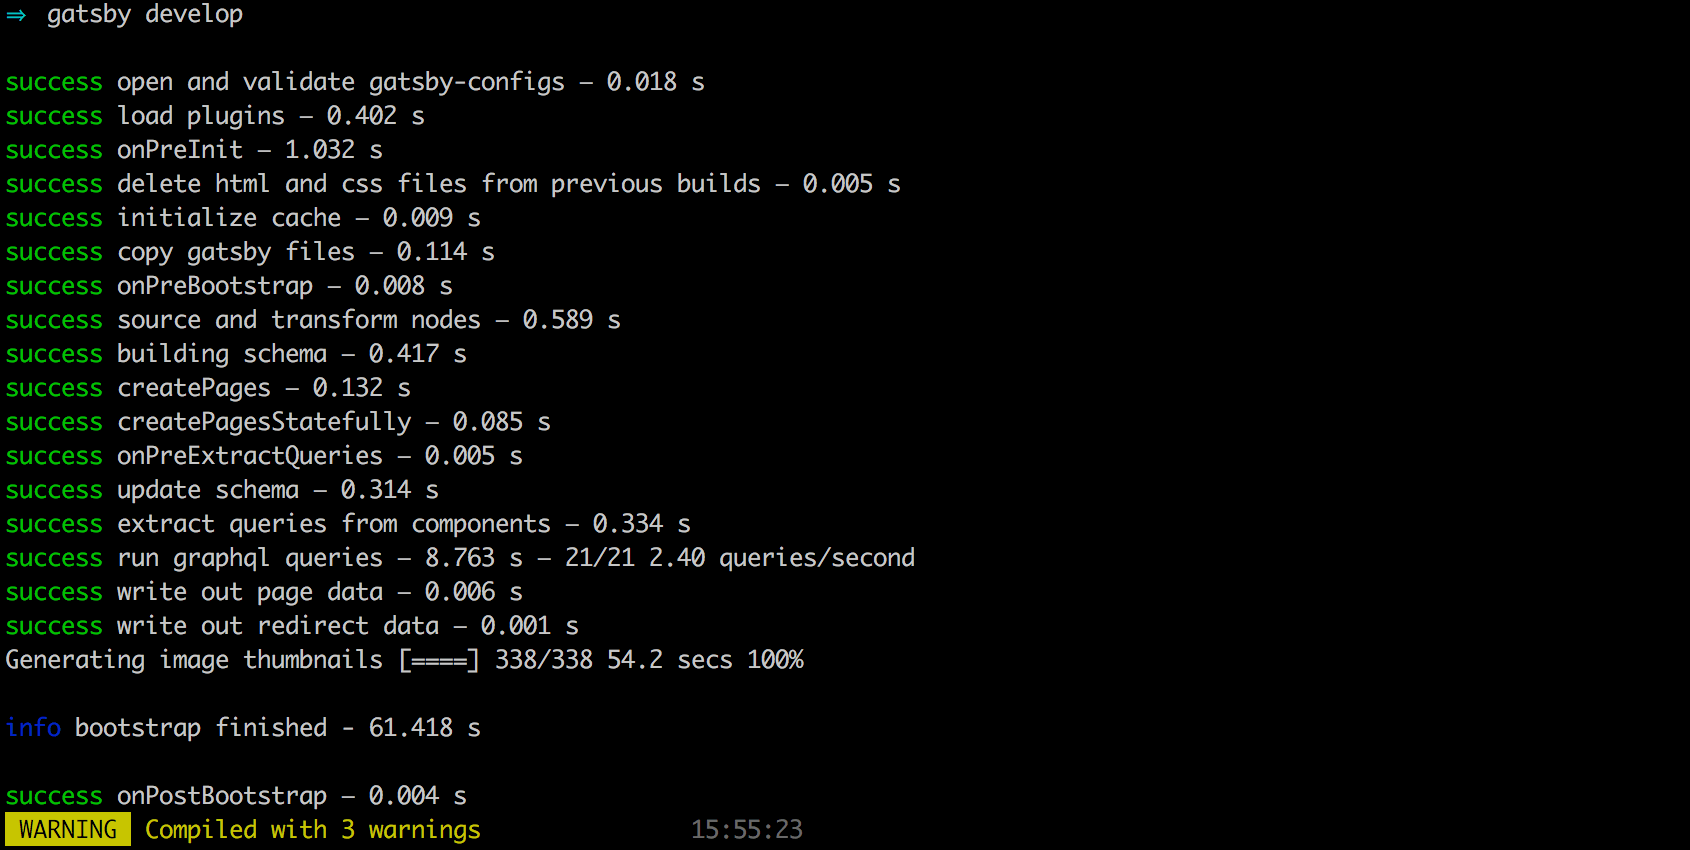 ⇒ gatsby develop
success open and validate gatsby-configs — 0.018 s
success load plugins — 0.402 s
success onPreInit — 1.032 s
success delete html and css files from previous builds — 0.005 s
success initialize cache — 0.009 s
success copy gatsby files — 0.114 s
success onPreBootstrap — 0.008 s
success source and transform nodes — 0.589 s
success building schema — 0.417 s
success createPages — 0.132 s
success createPagesStatefully — 0.085 s
success onPreExtractQueries — 0.005 s
success update schema — 0.314 s
success extract queries from components — 0.334 s
success run graphql queries — 8.763 s — 21/21 2.40 queries/second
success write out page data — 0.006 s
success write out redirect data — 0.001 s
Generating image thumbnails [====] 338/338 54.2 secs 100%
info bootstrap finished - 61.418 s
success onPostBootstrap — 0.004 s
WARNING Compiled with 3 warnings 15:55:23